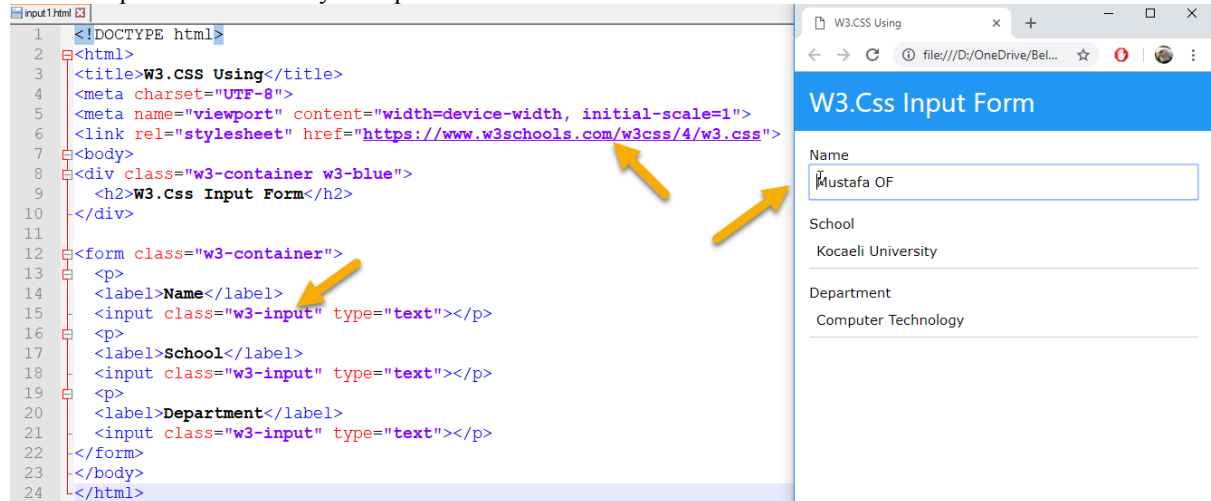 input1.html
1 <!DOCTYPE html>
2 <html>
3 <title>W3.CSS Using</title>
4 <meta charset="UTF-8">
5 <meta name="viewport" content="width=device-width, initial-scale=1">
6 <link rel="stylesheet" href="https://www.w3schools.com/w3css/4/w3.css">
7 <body>
8 <div class="w3-container w3-blue">
9 <h2>W3.Css Input Form</h2>
10 </div>
11
12 <form class="w3-container">
13 <p>
14 <label>Name</label>
15 <input class="w3-input" type="text"></p>
16 <p>
17 <label>School</label>
18 <input class="w3-input" type="text"></p>
19 <p>
20 <label>Department</label>
21 <input class="w3-input" type="text"></p>
22 </form>
23 </body>
24 </html>
W3.CSS Using
file:///D:/OneDrive/Bel...
W3.Css Input Form
Name
Mustafa OF
School
Kocaeli University
Department
Computer Technology